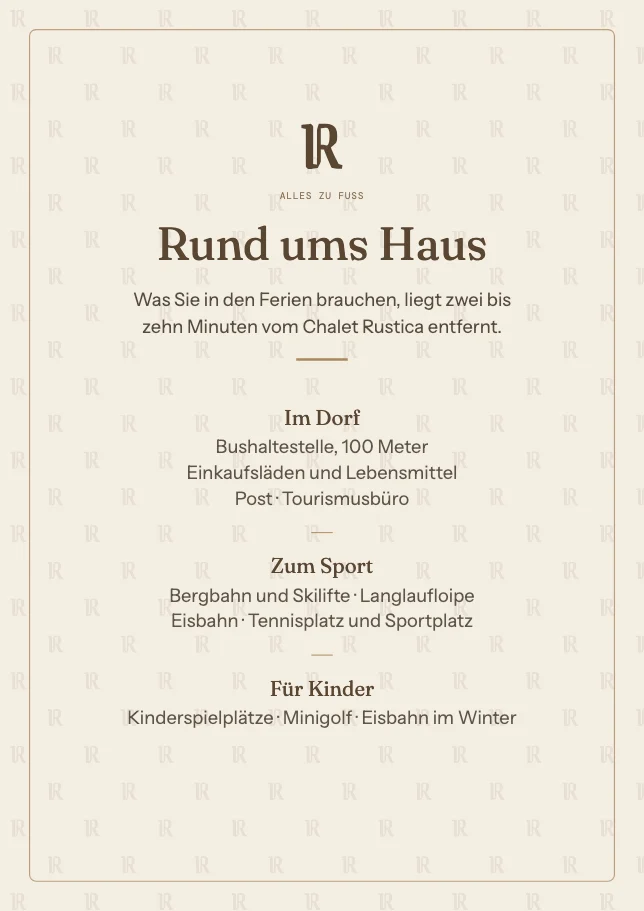 R
ALLES ZU FUSS
Rund ums Haus
Was Sie in den Ferien brauchen, liegt zwei bis
zehn Minuten vom Chalet Rustica entfernt.
Im Dorf
Bushaltestelle, 100 Meter
Einkaufsläden und Lebensmittel
Post · Tourismusbüro
Zum Sport
Bergbahn und Skilifte · Langlaufloipe
Eisbahn · Tennisplatz und Sportplatz
Für Kinder
Kinderspielplätze · Minigolf · Eisbahn im Winter